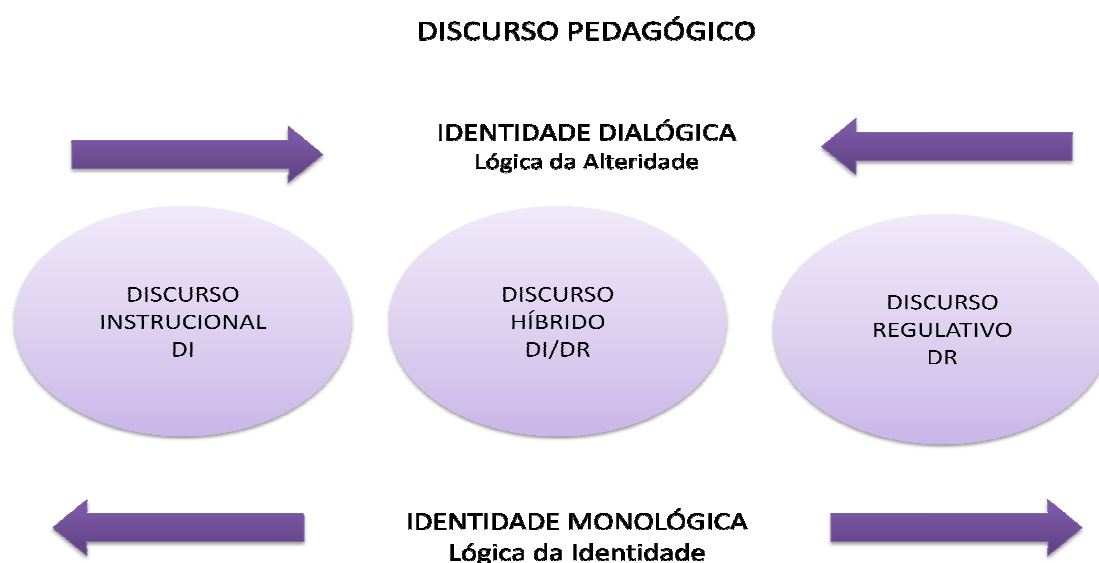 DISCURSO PEDAGÓGICO
IDENTIDADE DIALÓGICA
Lógica da Alteridade
DISCURSO
INSTRUCIONAL
DI
DISCURSO
HÍBRIDO
DI/DR
DISCURSO
REGULATIVO
DR
IDENTIDADE MONOLÓGICA
Lógica da Identidade